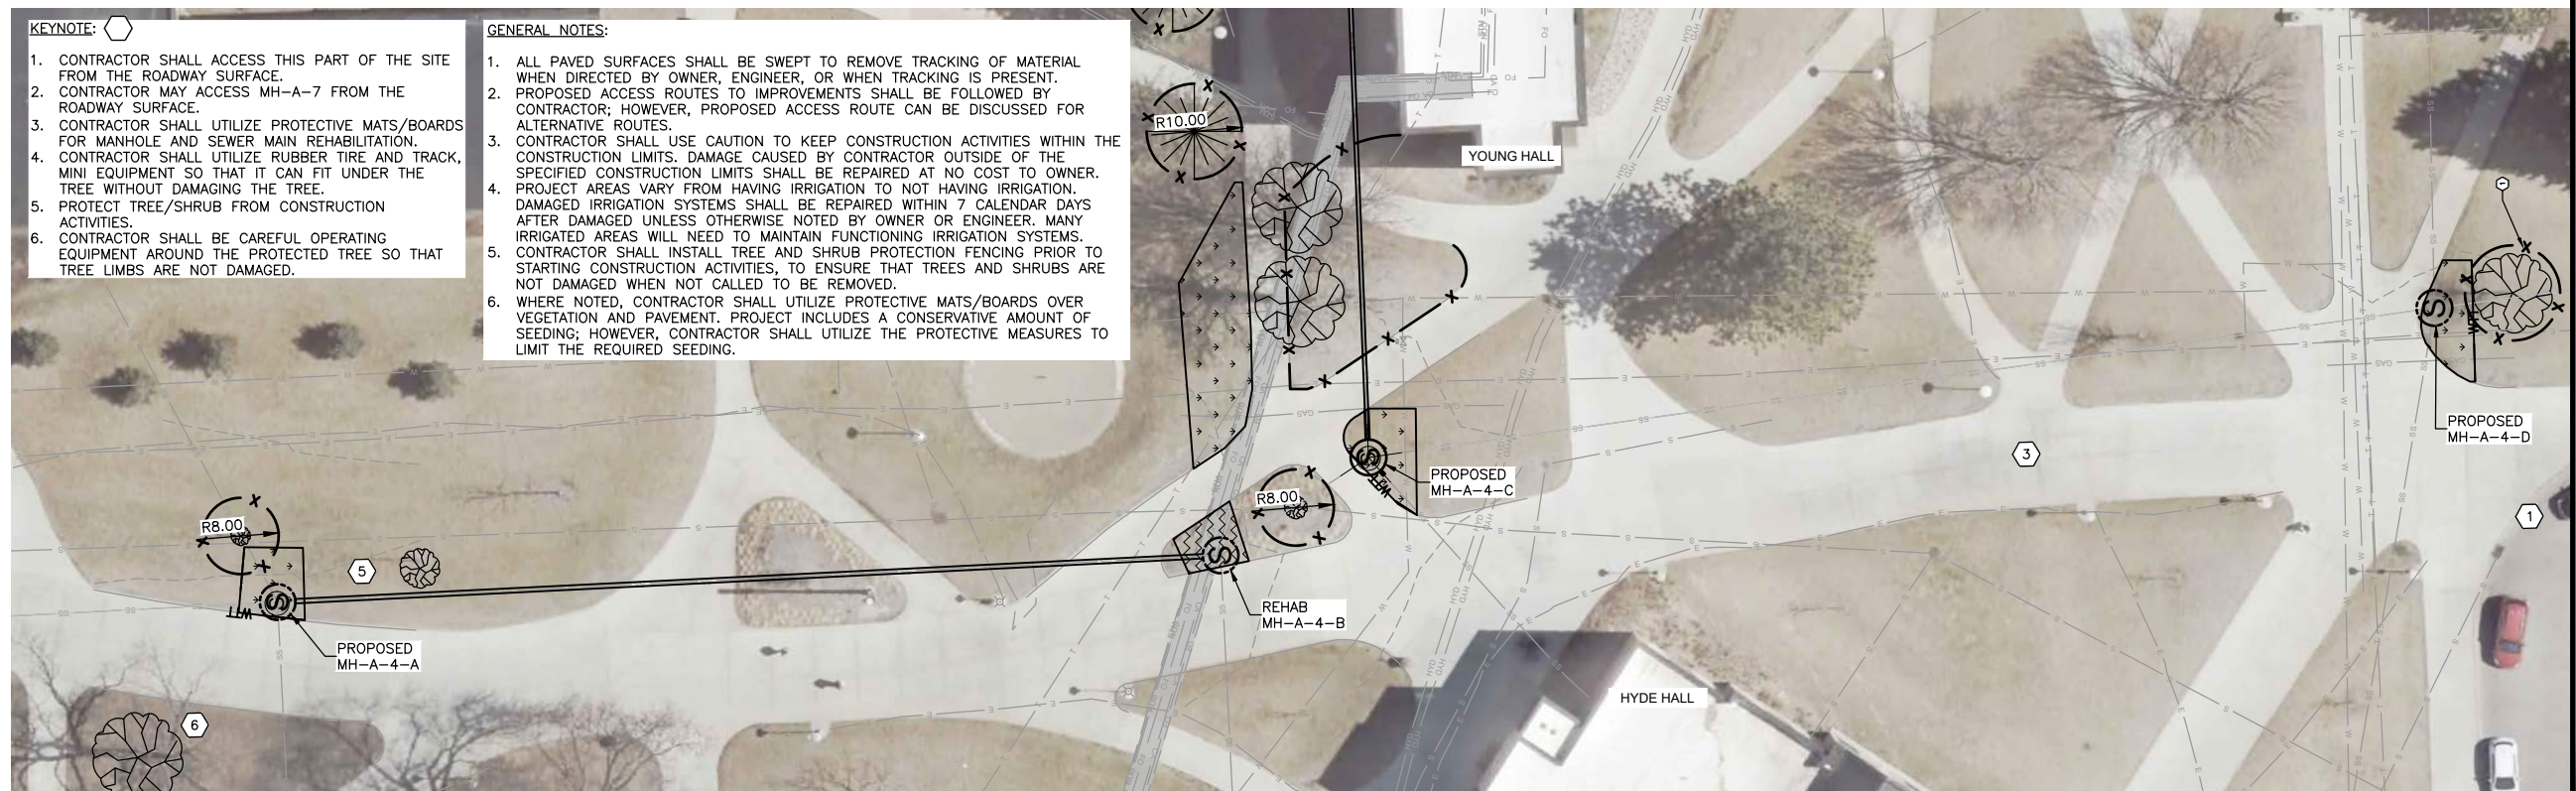 KEYNOTE:
1. CONTRACTOR SHALL ACCESS THIS PART OF THE SITE
FROM THE ROADWAY SURFACE.
2. CONTRACTOR MAY ACCESS MH-A-7 FROM THE
ROADWAY SURFACE.
3. CONTRACTOR SHALL UTILIZE PROTECTIVE MATS/BOARDS
FOR MANHOLE AND SEWER MAIN REHABILITATION.
4. CONTRACTOR SHALL UTILIZE RUBBER TIRE AND TRACK,
MINI EQUIPMENT SO THAT IT CAN FIT UNDER THE
TREE WITHOUT DAMAGING THE TREE.
5. PROTECT TREE/SHRUB FROM CONSTRUCTION
ACTIVITIES.
6. CONTRACTOR SHALL BE CAREFUL OPERATING
EQUIPMENT AROUND THE PROTECTED TREE SO THAT
TREE LIMBS ARE NOT DAMAGED.
GENERAL NOTES:
1. ALL PAVED SURFACES SHALL BE SWEPT TO REMOVE TRACKING OF MATERIAL
WHEN DIRECTED BY OWNER, ENGINEER, OR WHEN TRACKING IS PRESENT.
2. PROPOSED ACCESS ROUTES TO IMPROVEMENTS SHALL BE FOLLOWED BY
CONTRACTOR; HOWEVER, PROPOSED ACCESS ROUTE CAN BE DISCUSSED FOR
ALTERNATIVE ROUTES.
3. CONTRACTOR SHALL USE CAUTION TO KEEP CONSTRUCTION ACTIVITIES WITHIN THE
CONSTRUCTION LIMITS. DAMAGE CAUSED BY CONTRACTOR OUTSIDE OF THE
SPECIFIED CONSTRUCTION LIMITS SHALL BE REPAIRED AT NO COST TO OWNER.
4. PROJECT AREAS VARY FROM HAVING IRRIGATION TO NOT HAVING IRRIGATION.
DAMAGED IRRIGATION SYSTEMS SHALL BE REPAIRED WITHIN 7 CALENDAR DAYS
AFTER DAMAGED UNLESS OTHERWISE NOTED BY OWNER OR ENGINEER. MANY
IRRIGATED AREAS WILL NEED TO MAINTAIN FUNCTIONING IRRIGATION SYSTEMS.
5. CONTRACTOR SHALL INSTALL TREE AND SHRUB PROTECTION FENCING PRIOR TO
STARTING CONSTRUCTION ACTIVITIES, TO ENSURE THAT TREES AND SHRUBS ARE
NOT DAMAGED WHEN NOT CALLED TO BE REMOVED.
6. WHERE NOTED, CONTRACTOR SHALL UTILIZE PROTECTIVE MATS/BOARDS OVER
VEGETATION AND PAVEMENT. PROJECT INCLUDES A CONSERVATIVE AMOUNT OF
SEEDING; HOWEVER, CONTRACTOR SHALL UTILIZE THE PROTECTIVE MEASURES TO
LIMIT THE REQUIRED SEEDING.
R10.00
YOUNG HALL
PROPOSED
MH-A-4-D
PROPOSED
MH-A-4-C
3
1
R8.00
R8.00
5
REHAB
MH-A-4-B
PROPOSED
MH-A-4-A
HYDE HALL
6